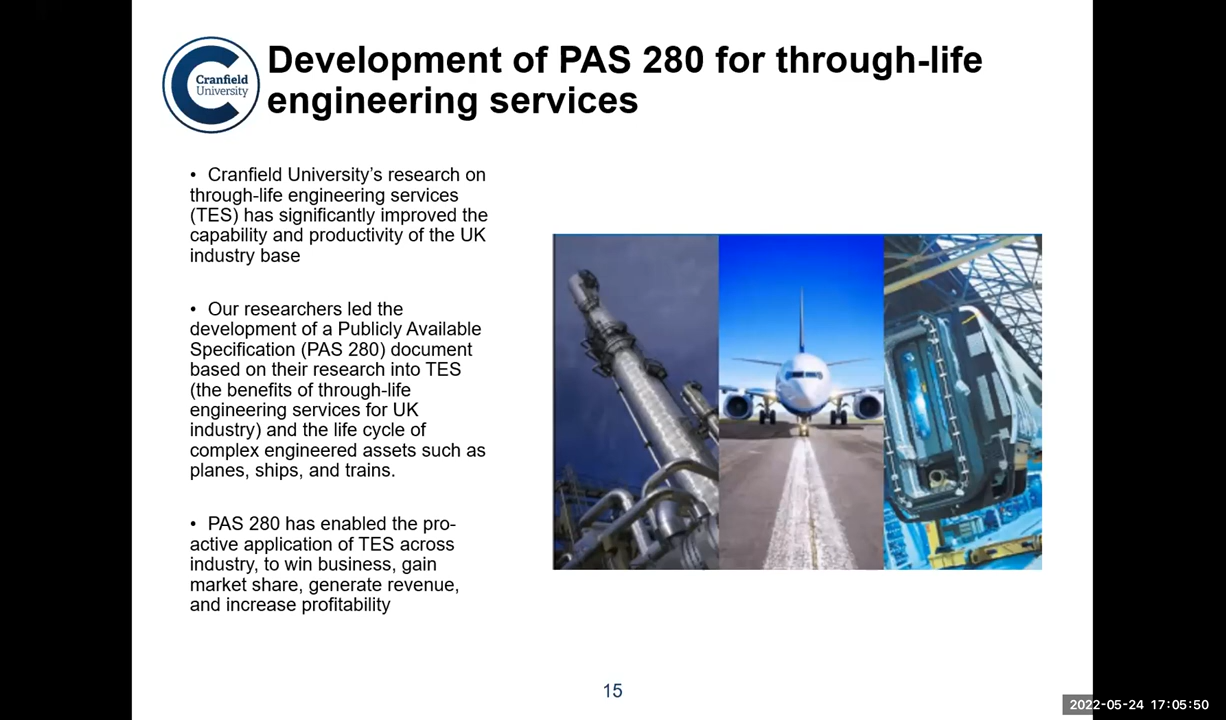 Cranfield
University
Development of PAS 280 for through-life
engineering services
• Cranfield University’s research on
through-life engineering services
(TES) has significantly improved the
capability and productivity of the UK
industry base
• Our researchers led the
development of a Publicly Available
Specification (PAS 280) document
based on their research into TES
(the benefits of through-life
engineering services for UK
industry) and the life cycle of
complex engineered assets such as
planes, ships, and trains.
• PAS 280 has enabled the pro-
active application of TES across
industry, to win business, gain
market share, generate revenue,
and increase profitability
15
2022-05-24 17:05:50